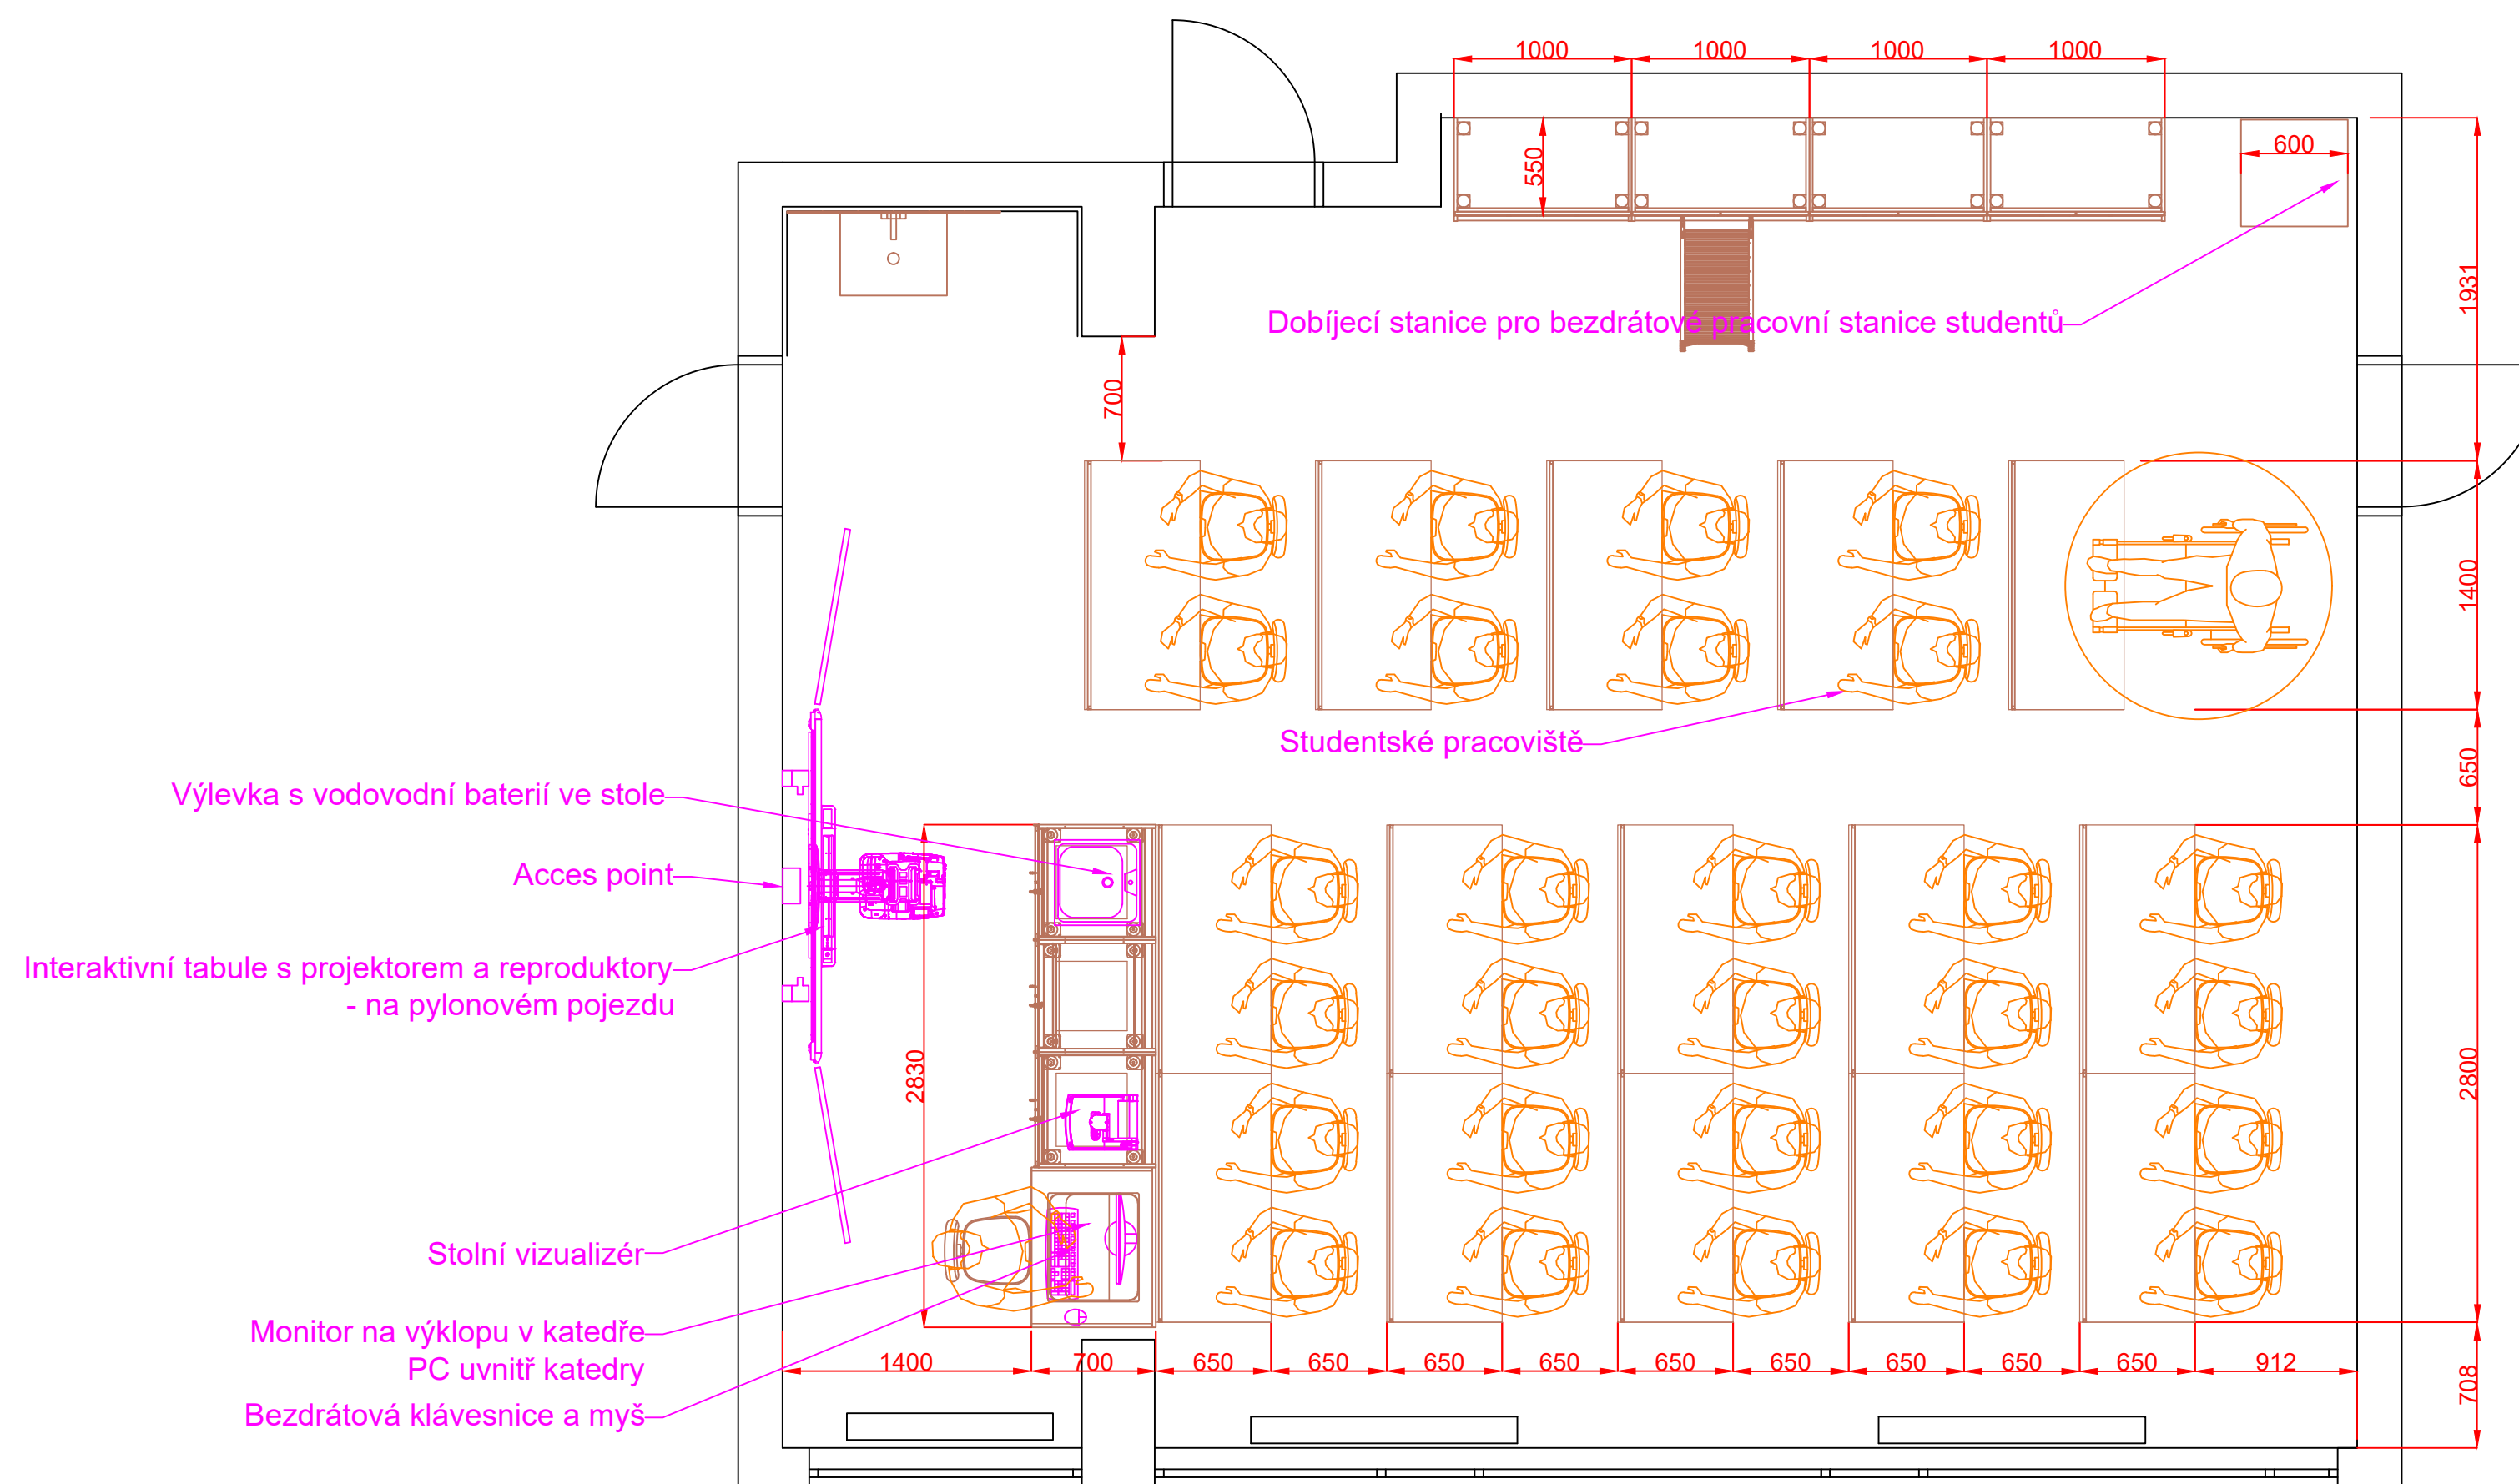 1000 1000 1000 1000
550
600
1931
Dobíjecí stanice pro bezdrátové pracovní stanice studentů
700
1400
Studentské pracoviště
650
Výlevka s vodovodní baterií ve stole
Acces point
Interaktivní tabule s projektorem a reproduktory
- na pylonovém pojezdu
2830
2800
Stolní vizualizér
Monitor na výklopu v katedře
PC uvnitř katedry
Bezdrátová klávesnice a myš
1400 700 650 650 650 650 650 650 650 650 650 912
708